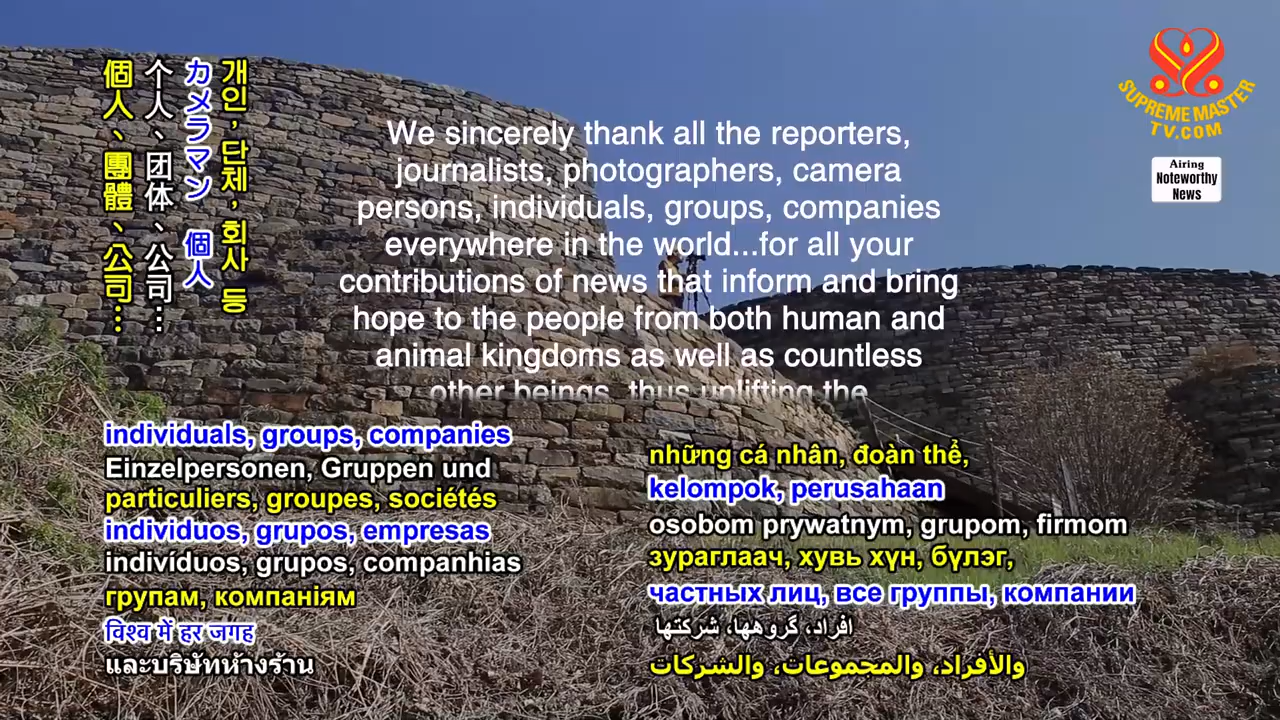 個人、團體、公司…
个人、团体、公司…
カメラマン 個人
개인, 단체, 회사 등
We sincerely thank all the reporters,
journalists, photographers, camera
persons, individuals, groups, companies
everywhere in the world...for all your
contributions of news that inform and bring
hope to the people from both human and
animal kingdoms as well as countless
other beings, thus uplifting the
SUPREME MASTER
TV.COM
Airing
Noteworthy
News
individuals, groups, companies
Einzelpersonen, Gruppen und
particuliers, groupes, sociétés
individuos, grupos, empresas
indivíduos, grupos, companhias
групам, компаніям
विश्व में हर जगह
และบริษัทห้างร้าน
những cá nhân, đoàn thể,
kelompok, perusahaan
osobom prywatnym, grupom, firmom
зураглаач, хувь хүн, бүлэг,
частных лиц, все группы, компании
افراد، گروهها، شرکتها
والأفراد، والمجموعات، والشركات